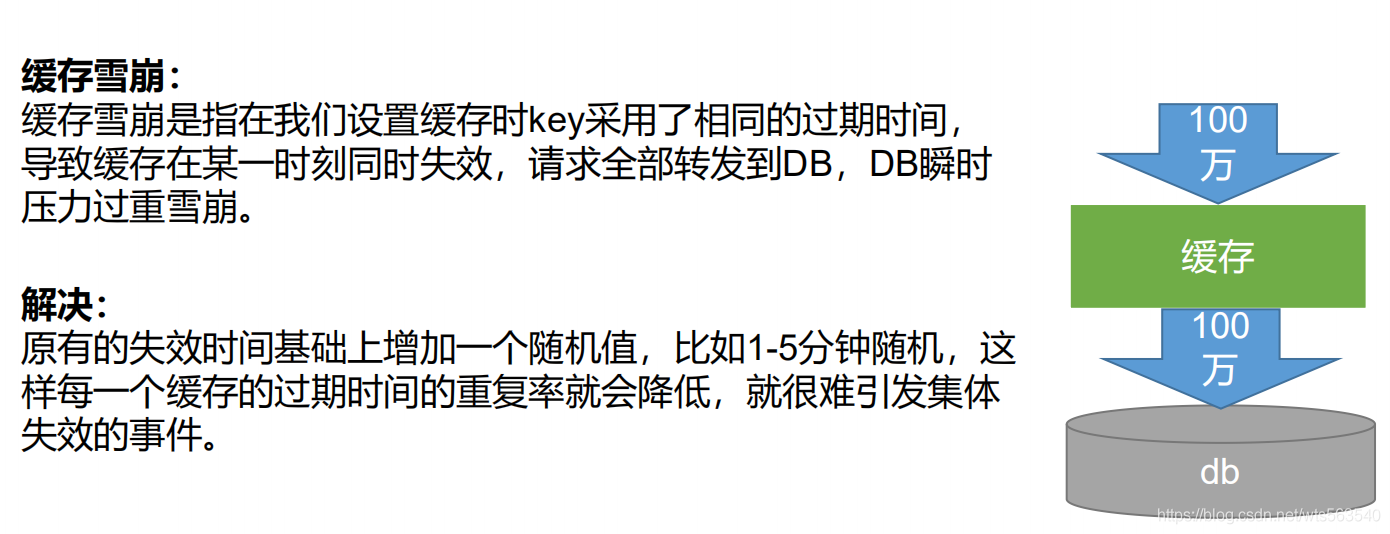 缓存雪崩：
缓存雪崩是指在我们设置缓存时key采用了相同的过期时间，
导致缓存在某一时刻同时失效，请求全部转发到DB，DB瞬时
压力过重雪崩。
解决：
原有的失效时间基础上增加一个随机值，比如1-5分钟随机，这
样每一个缓存的过期时间的重复率就会降低，就很难引发集体
失效的事件。
100
万
缓存
100
万
db
https://blog.csdn.net/wts563540